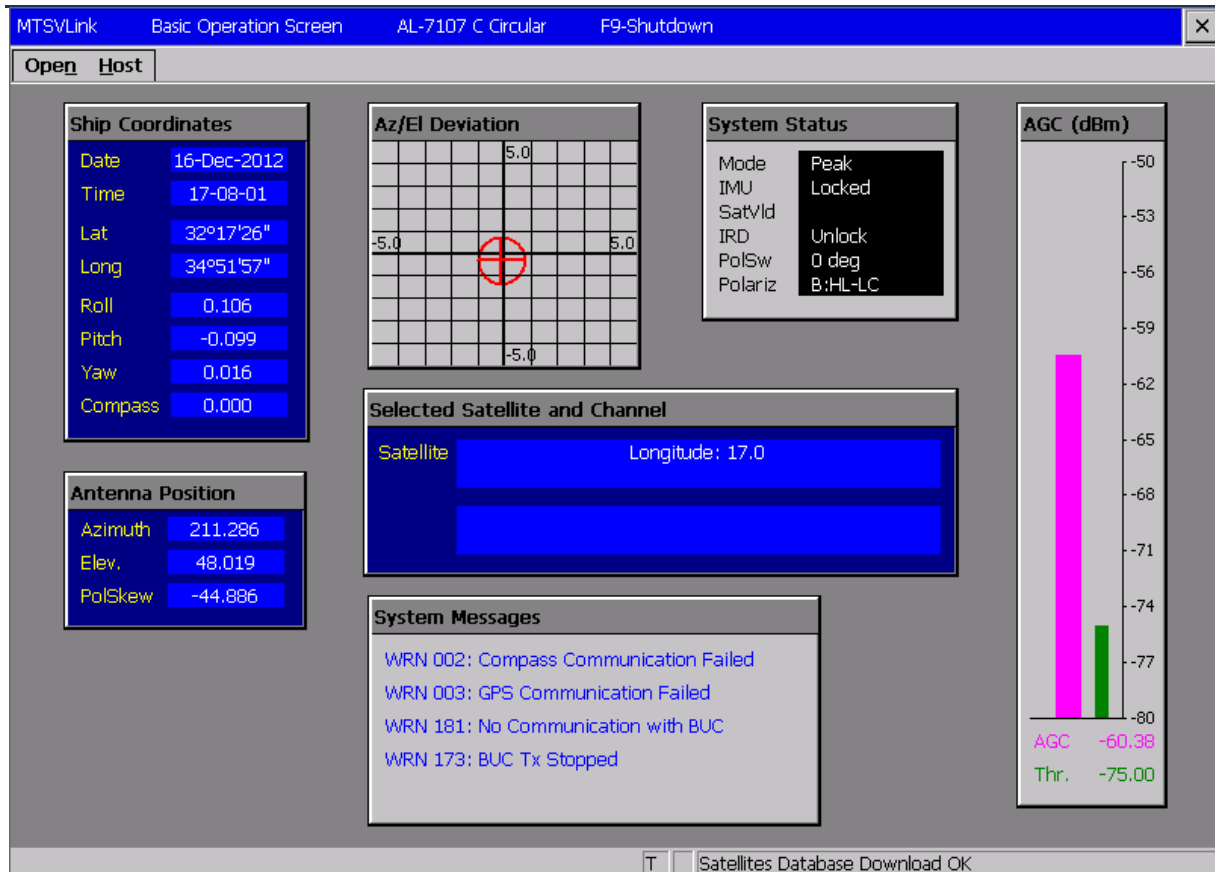 MTSVLink Basic Operation Screen AL-7107 C Circular F9-Shutdown
Open Host
Ship Coordinates
Date 16-Dec-2012
Time 17-08-01
Lat 32º17'26"
Long 34º51'57"
Roll 0.106
Pitch -0.099
Yaw 0.016
Compass 0.000
Antenna Position
Azimuth 211.286
Elev. 48.019
PolSkew -44.886
Az/El Deviation
5.0
-5.0 5.0
-5.0
System Status
Mode Peak
IMU Locked
SatVld
IRD Unlock
PolSw 0 deg
Polariz B:HL-LC
Selected Satellite and Channel
Satellite Longitude: 17.0
System Messages
WRN 002: Compass Communication Failed
WRN 003: GPS Communication Failed
WRN 181: No Communication with BUC
WRN 173: BUC Tx Stopped
AGC (dBm)
-50
-53
-56
-59
-62
-65
-68
-71
-74
-77
-80
AGC -60.38
Thr. -75.00
T Satellites Database Download OK